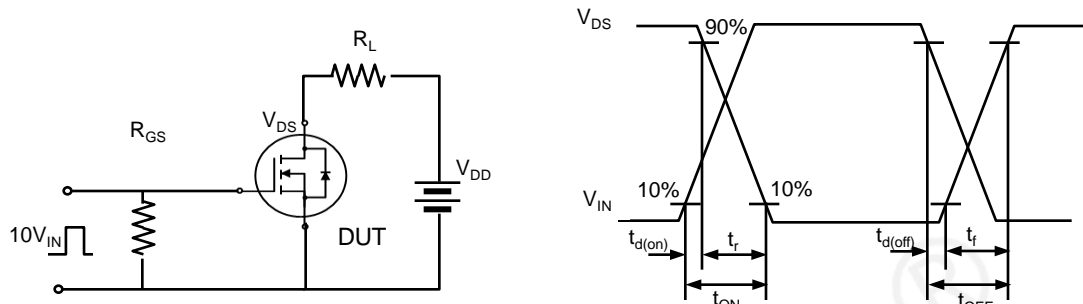 R_L
R_GS
V_DS
V_DD
10V_IN
DUT
V_DS
90%
10%
10%
V_IN
t_d(on)
t_r
t_d(off)
t_f
t_ON
t_OFF